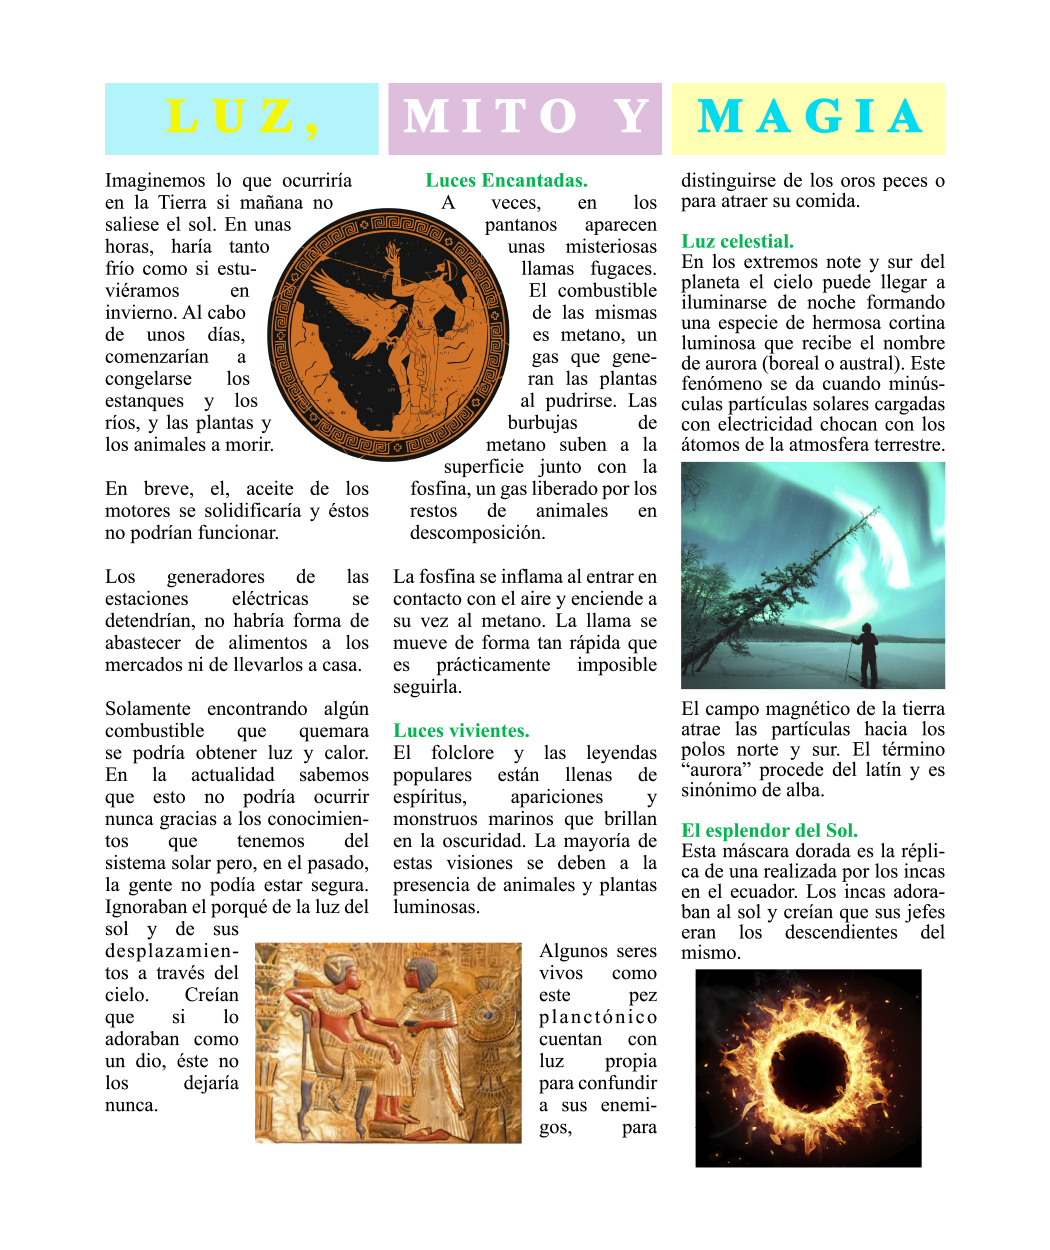 LUZ, MITO Y MAGIA
Imaginemos lo que ocurriría
en la Tierra si mañana no
saliese el sol. En unas
horas, haría tanto
frío como si estu-
viéramos en
invierno. Al cabo
de unos días,
comenzarían a
congelarse los
estanques y los
ríos, y las plantas y
los animales a morir.
En breve, el, aceite de los
motores se solidificaría y éstos
no podrían funcionar.
Los generadores de las
estaciones eléctricas se
detendrían, no habría forma de
abastecer de alimentos a los
mercados ni de llevarlos a casa.
Solamente encontrando algún
combustible que quemara
se podría obtener luz y calor.
En la actualidad sabemos
que esto no podría ocurrir
nunca gracias a los conocimien-
tos que tenemos del
sistema solar pero, en el pasado,
la gente no podía estar segura.
Ignoraban el porqué de la luz del
sol y de sus
desplazamien-
tos a través del
cielo. Creían
que si lo
adoraban como
un dio, éste no
los dejaría
nunca.
Luces Encantadas.
A veces, en los
pantanos aparecen
unas misteriosas
llamas fugaces.
El combustible
de las mismas
es metano, un
gas que gene-
ran las plantas
al pudrirse. Las
burbujas de
metano suben a la
superficie junto con la
fosfina, un gas liberado por los
restos de animales en
descomposición.
La fosfina se inflama al entrar en
contacto con el aire y enciende a
su vez al metano. La llama se
mueve de forma tan rápida que
es prácticamente imposible
seguirla.
Luces vivientes.
El folclore y las leyendas
populares están llenas de
espíritus, apariciones y
monstruos marinos que brillan
en la oscuridad. La mayoría de
estas visiones se deben a la
presencia de animales y plantas
luminosas.
Algunos seres
vivos como
este pez
planctónico
cuentan con
luz propia
para confundir
a sus enemi-
gos, para
distinguirse de los oros peces o
para atraer su comida.
Luz celestial.
En los extremos note y sur del
planeta el cielo puede llegar a
iluminarse de noche formando
una especie de hermosa cortina
luminosa que recibe el nombre
de aurora (boreal o austral). Este
fenómeno se da cuando minús-
culas partículas solares cargadas
con electricidad chocan con los
átomos de la atmosfera terrestre.
El campo magnético de la tierra
atrae las partículas hacia los
polos norte y sur. El término
“aurora” procede del latín y es
sinónimo de alba.
El esplendor del Sol.
Esta máscara dorada es la répli-
ca de una realizada por los incas
en el ecuador. Los incas adora-
ban al sol y creían que sus jefes
eran los descendientes del
mismo.